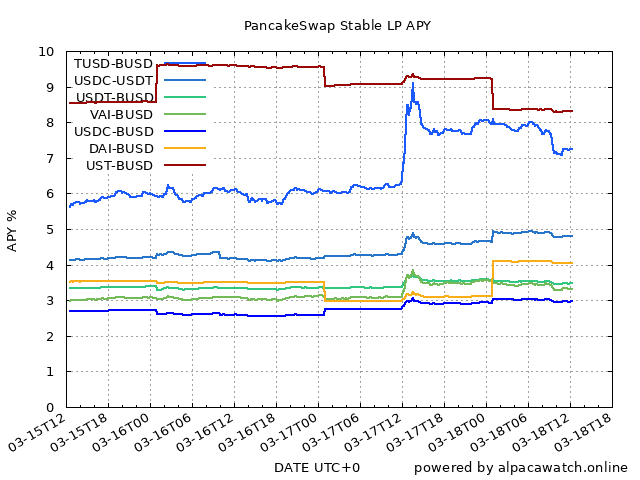 PancakeSwap Stable LP APY
10
9
8
7
6
5
4
3
2
1
0
APY %
TUSD-BUSD
USDC-USDT
USDT-BUSD
VAI-BUSD
USDC-BUSD
DAI-BUSD
UST-BUSD
03-15T12
03-15T18
03-16T00
03-16T06
03-16T12
03-16T18
03-17T00
03-17T06
03-17T12
03-17T18
03-18T00
03-18T06
03-18T12
03-18T18
DATE UTC+0
powered by alpacawatch.online